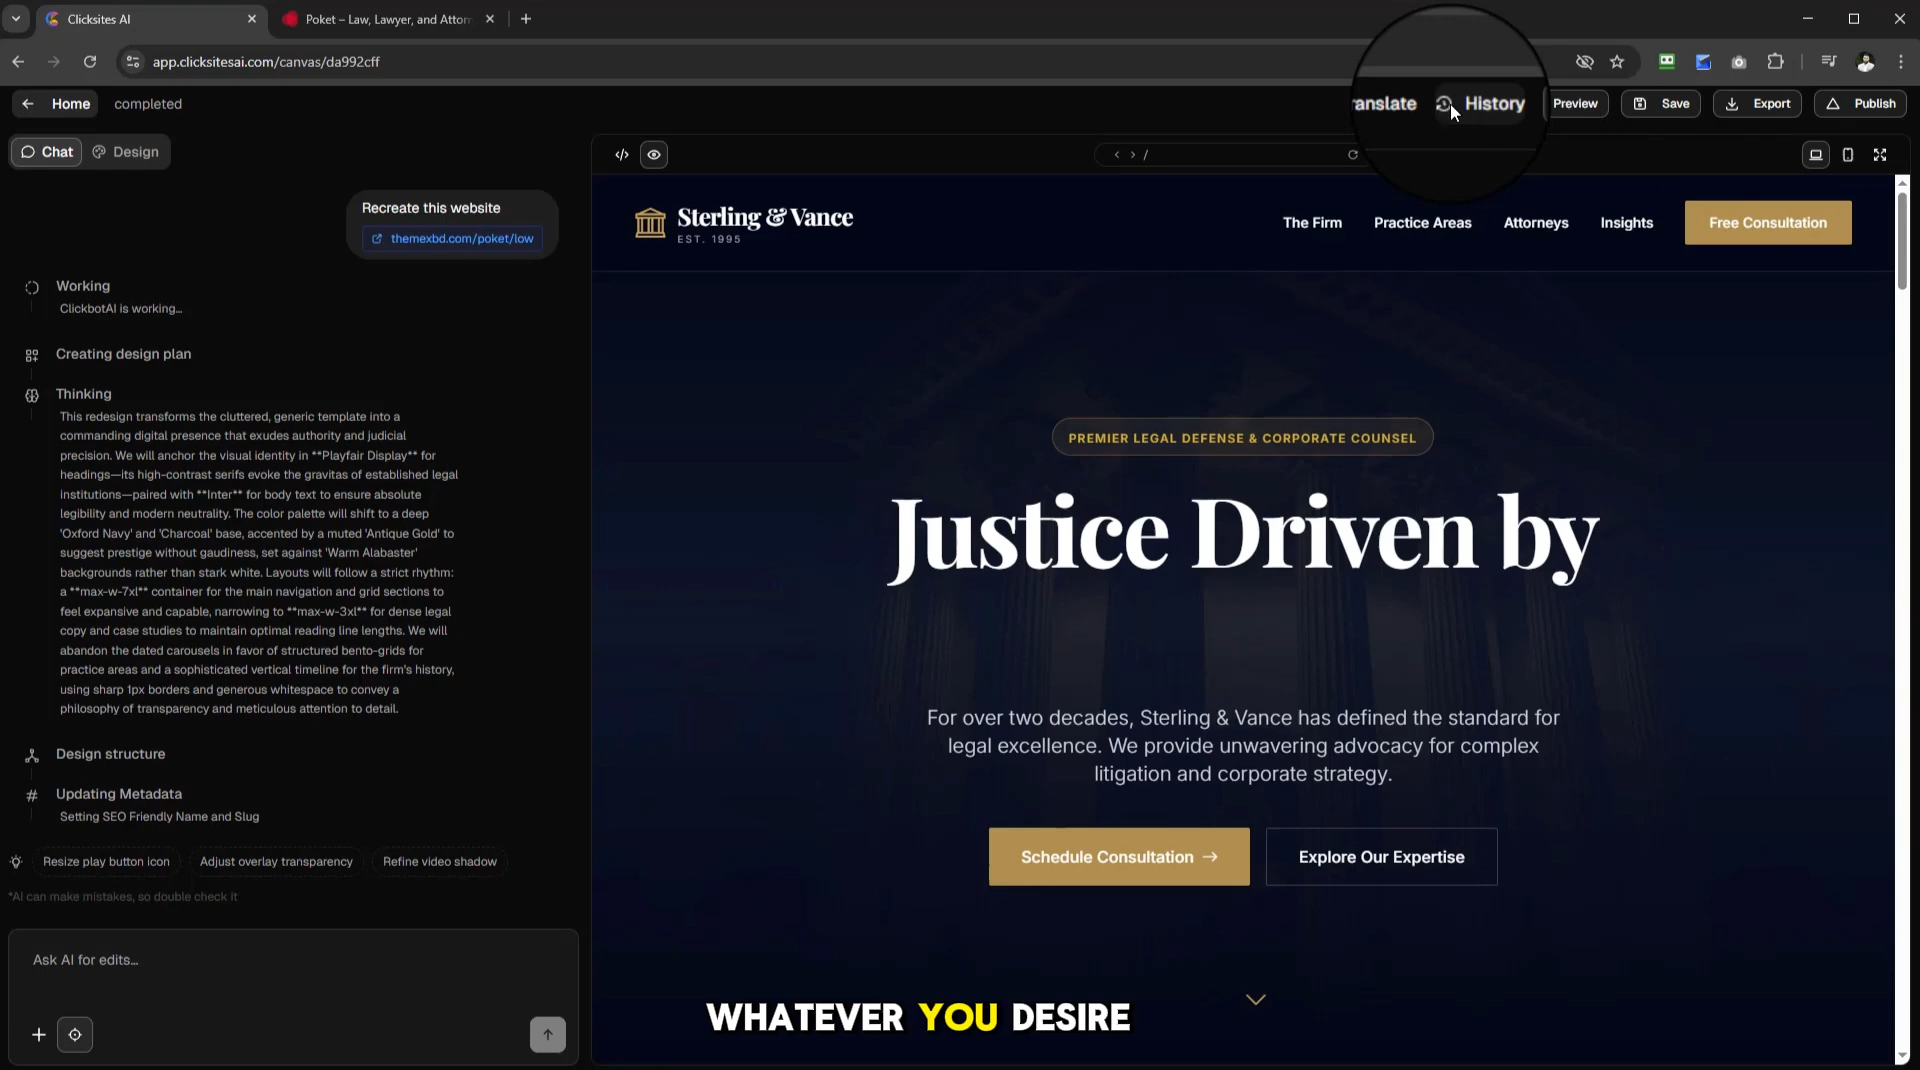 Clicksites AI
Poket – Law, Lawyer, and Attor
app.clicksitesai.com/canvas/da992cff
Home
completed
ranslate
History
Preview
Save
Export
Publish
Chat
Design
/
Recreate this website
themexbd.com/poket/low
Working
ClickbotAI is working...
Creating design plan
Thinking
This redesign transforms the cluttered, generic template into a
commanding digital presence that exudes authority and judicial
precision. We will anchor the visual identity in **Playfair Display** for
headings—its high-contrast serifs evoke the gravitas of established legal
institutions—paired with **Inter** for body text to ensure absolute
legibility and modern neutrality. The color palette will shift to a deep
'Oxford Navy' and 'Charcoal' base, accented by a muted 'Antique Gold' to
suggest prestige without gaudiness, set against 'Warm Alabaster'
backgrounds rather than stark white. Layouts will follow a strict rhythm:
a **max-w-7xl** container for the main navigation and grid sections to
feel expansive and capable, narrowing to **max-w-3xl** for dense legal
copy and case studies to maintain optimal reading line lengths. We will
abandon the dated carousels in favor of structured bento-grids for
practice areas and a sophisticated vertical timeline for the firm's history,
using sharp 1px borders and generous whitespace to convey a
philosophy of transparency and meticulous attention to detail.
Design structure
Updating Metadata
Setting SEO Friendly Name and Slug
Resize play button icon
Adjust overlay transparency
Refine video shadow
*AI can make mistakes, so double check it
Ask AI for edits...
Sterling & Vance
EST. 1995
The Firm
Practice Areas
Attorneys
Insights
Free Consultation
PREMIER LEGAL DEFENSE & CORPORATE COUNSEL
Justice Driven by
For over two decades, Sterling & Vance has defined the standard for
legal excellence. We provide unwavering advocacy for complex
litigation and corporate strategy.
Schedule Consultation →
Explore Our Expertise
WHATEVER YOU DESIRE